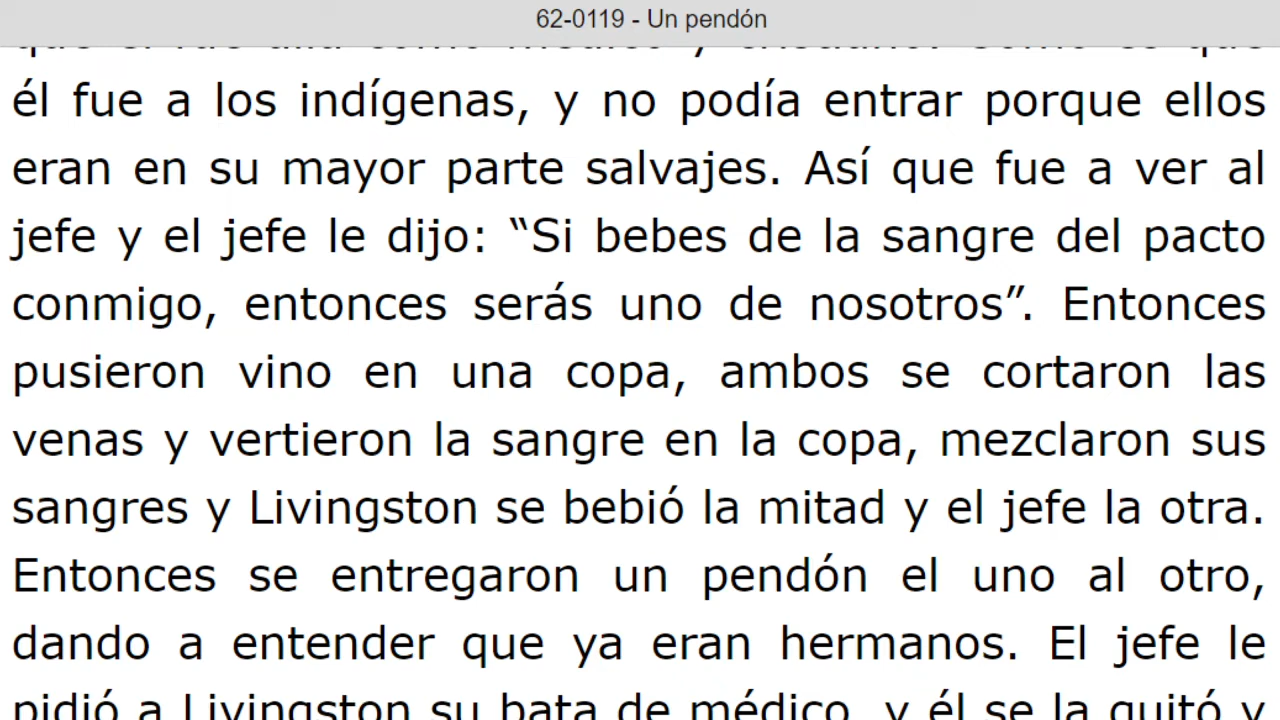 62-0119 - Un pendón
él fue a los indígenas, y no podía entrar porque ellos
eran en su mayor parte salvajes. Así que fue a ver al
jefe y el jefe le dijo: “Si bebes de la sangre del pacto
conmigo, entonces serás uno de nosotros”. Entonces
pusieron vino en una copa, ambos se cortaron las
venas y vertieron la sangre en la copa, mezclaron sus
sangres y Livingston se bebió la mitad y el jefe la otra.
Entonces se entregaron un pendón el uno al otro,
dando a entender que ya eran hermanos. El jefe le
pidió a Livingston su bata de médico, y él se la quitó y